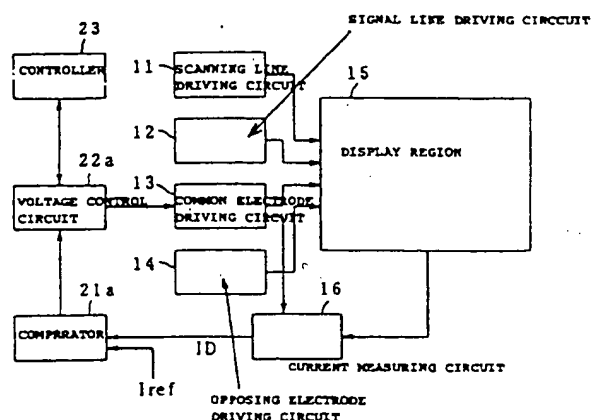 SIGNAL LINE DRIVING CIRCCUIT
23
CONTROLLER
11
SCANNING LINE
DRIVING CIRCUIT
15
12
DISPLAY REGION
22a
VOLTAGE CONTROL
CIRCUIT
13
COMMON ELECTRODE
DRIVING CIRCUIT
14
21a
COMPRRATOR
16
ID
Iref
CURRENT MEASURING CIRCUIT
OPPOSING ELECTRODE
DRIVING CIRCUIT